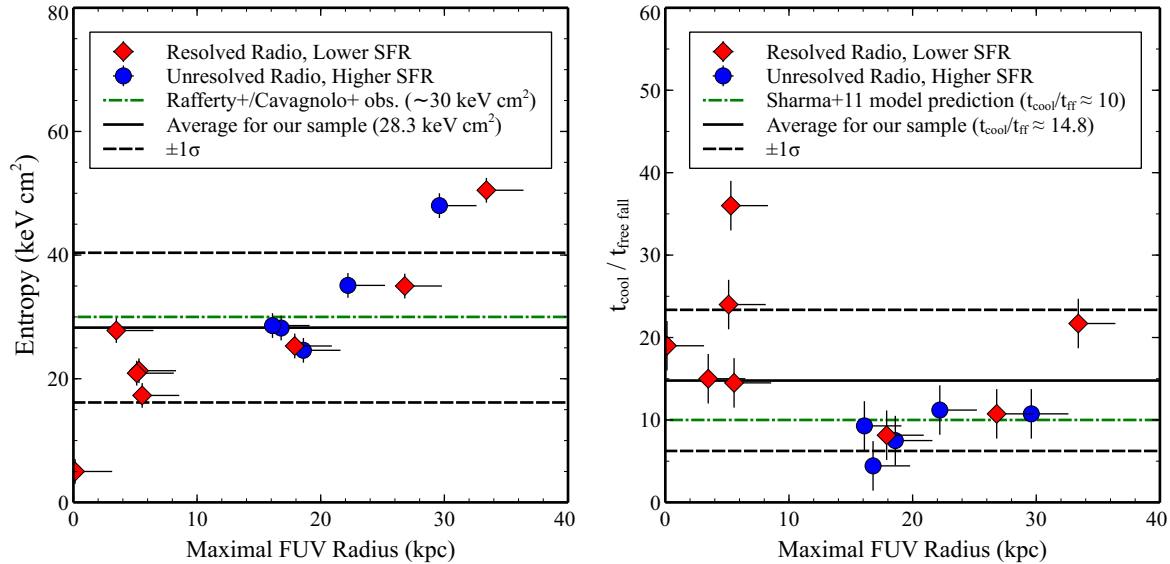 80
60
40
20
0
0
10
20
30
40
Entropy (keV cm²)
Maximal FUV Radius (kpc)
Resolved Radio, Lower SFR
Unresolved Radio, Higher SFR
Rafferty+/Cavagnolo+ obs. (~30 keV cm²)
Average for our sample (28.3 keV cm²)
±1σ
60
50
40
30
20
10
0
0
10
20
30
40
t_cool / t_free fall
Maximal FUV Radius (kpc)
Resolved Radio, Lower SFR
Unresolved Radio, Higher SFR
Sharma+11 model prediction (t_cool/t_ff ≈ 10)
Average for our sample (t_cool/t_ff ≈ 14.8)
±1σ